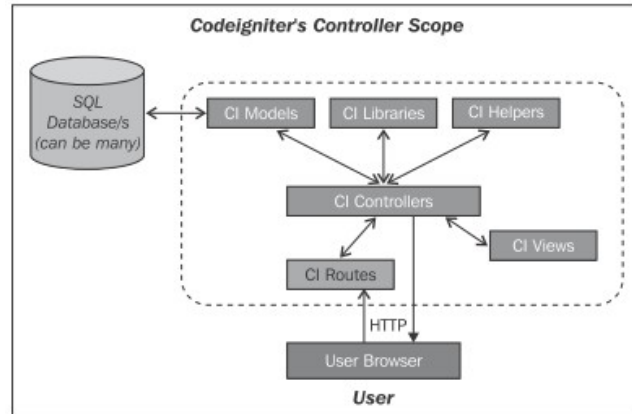 Codeigniter's Controller Scope
SQL
Database/s
(can be many)
CI Models
CI Libraries
CI Helpers
CI Controllers
CI Views
CI Routes
HTTP
User Browser
User